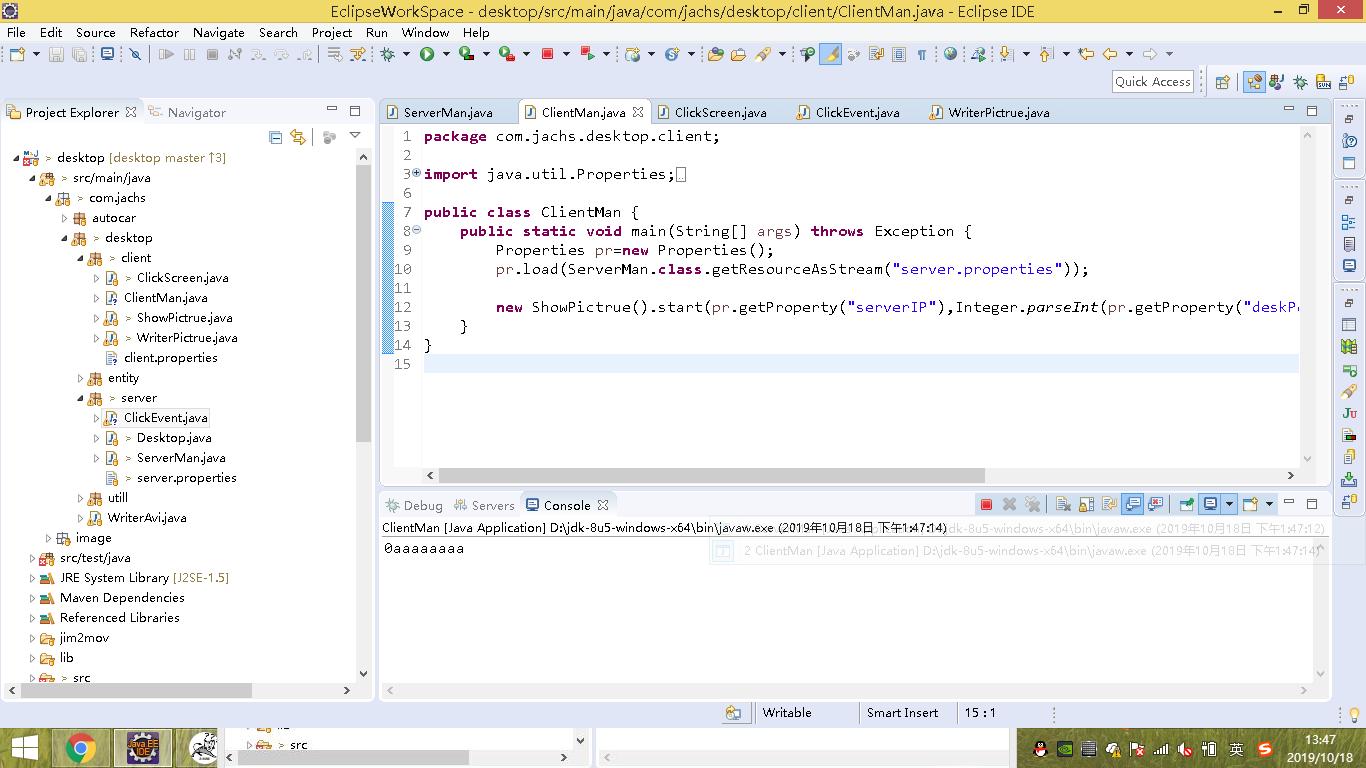 EclipseWorkSpace - desktop/src/main/java/com/jachs/desktop/client/ClientMan.java - Eclipse IDE
File Edit Source Refactor Navigate Search Project Run Window Help
Quick Access
Project Explorer Navigator
> desktop [desktop master ↑3]
> src/main/java
> com.jachs
autocar
> desktop
> client
> ClickScreen.java
ClientMan.java
> ShowPictrue.java
> WriterPictrue.java
client.properties
entity
> server
ClickEvent.java
> Desktop.java
> ServerMan.java
> server.properties
utill
> WriterAvi.java
image
src/test/java
JRE System Library [J2SE-1.5]
Maven Dependencies
Referenced Libraries
jim2mov
lib
> src
ServerMan.java ClientMan.java ClickScreen.java ClickEvent.java WriterPictrue.java
1 package com.jachs.desktop.client;
2
3 import java.util.Properties;
6
7 public class ClientMan {
8 public static void main(String[] args) throws Exception {
9 Properties pr=new Properties();
10 pr.load(ServerMan.class.getResourceAsStream("server.properties"));
11
12 new ShowPictrue().start(pr.getProperty("serverIP"),Integer.parseInt(pr.getProperty("deskP
13 }
14 }
15
Debug Servers Console
ClientMan [Java Application] D:\jdk-8u5-windows-x64\bin\javaw.exe (2019年10月18日 下午1:47:14)
jdk-8u5-windows-x64\bin\javaw.exe (2019年10月18日 下午1:47:12)
2 ClientMan [Java Application] D:\jdk-8u5-windows-x64\bin\javaw.exe (2019年10月18日 下午1:47:14)
0aaaaaaaaa
Writable Smart Insert 15 : 1
> src
英
13:47
2019/10/18